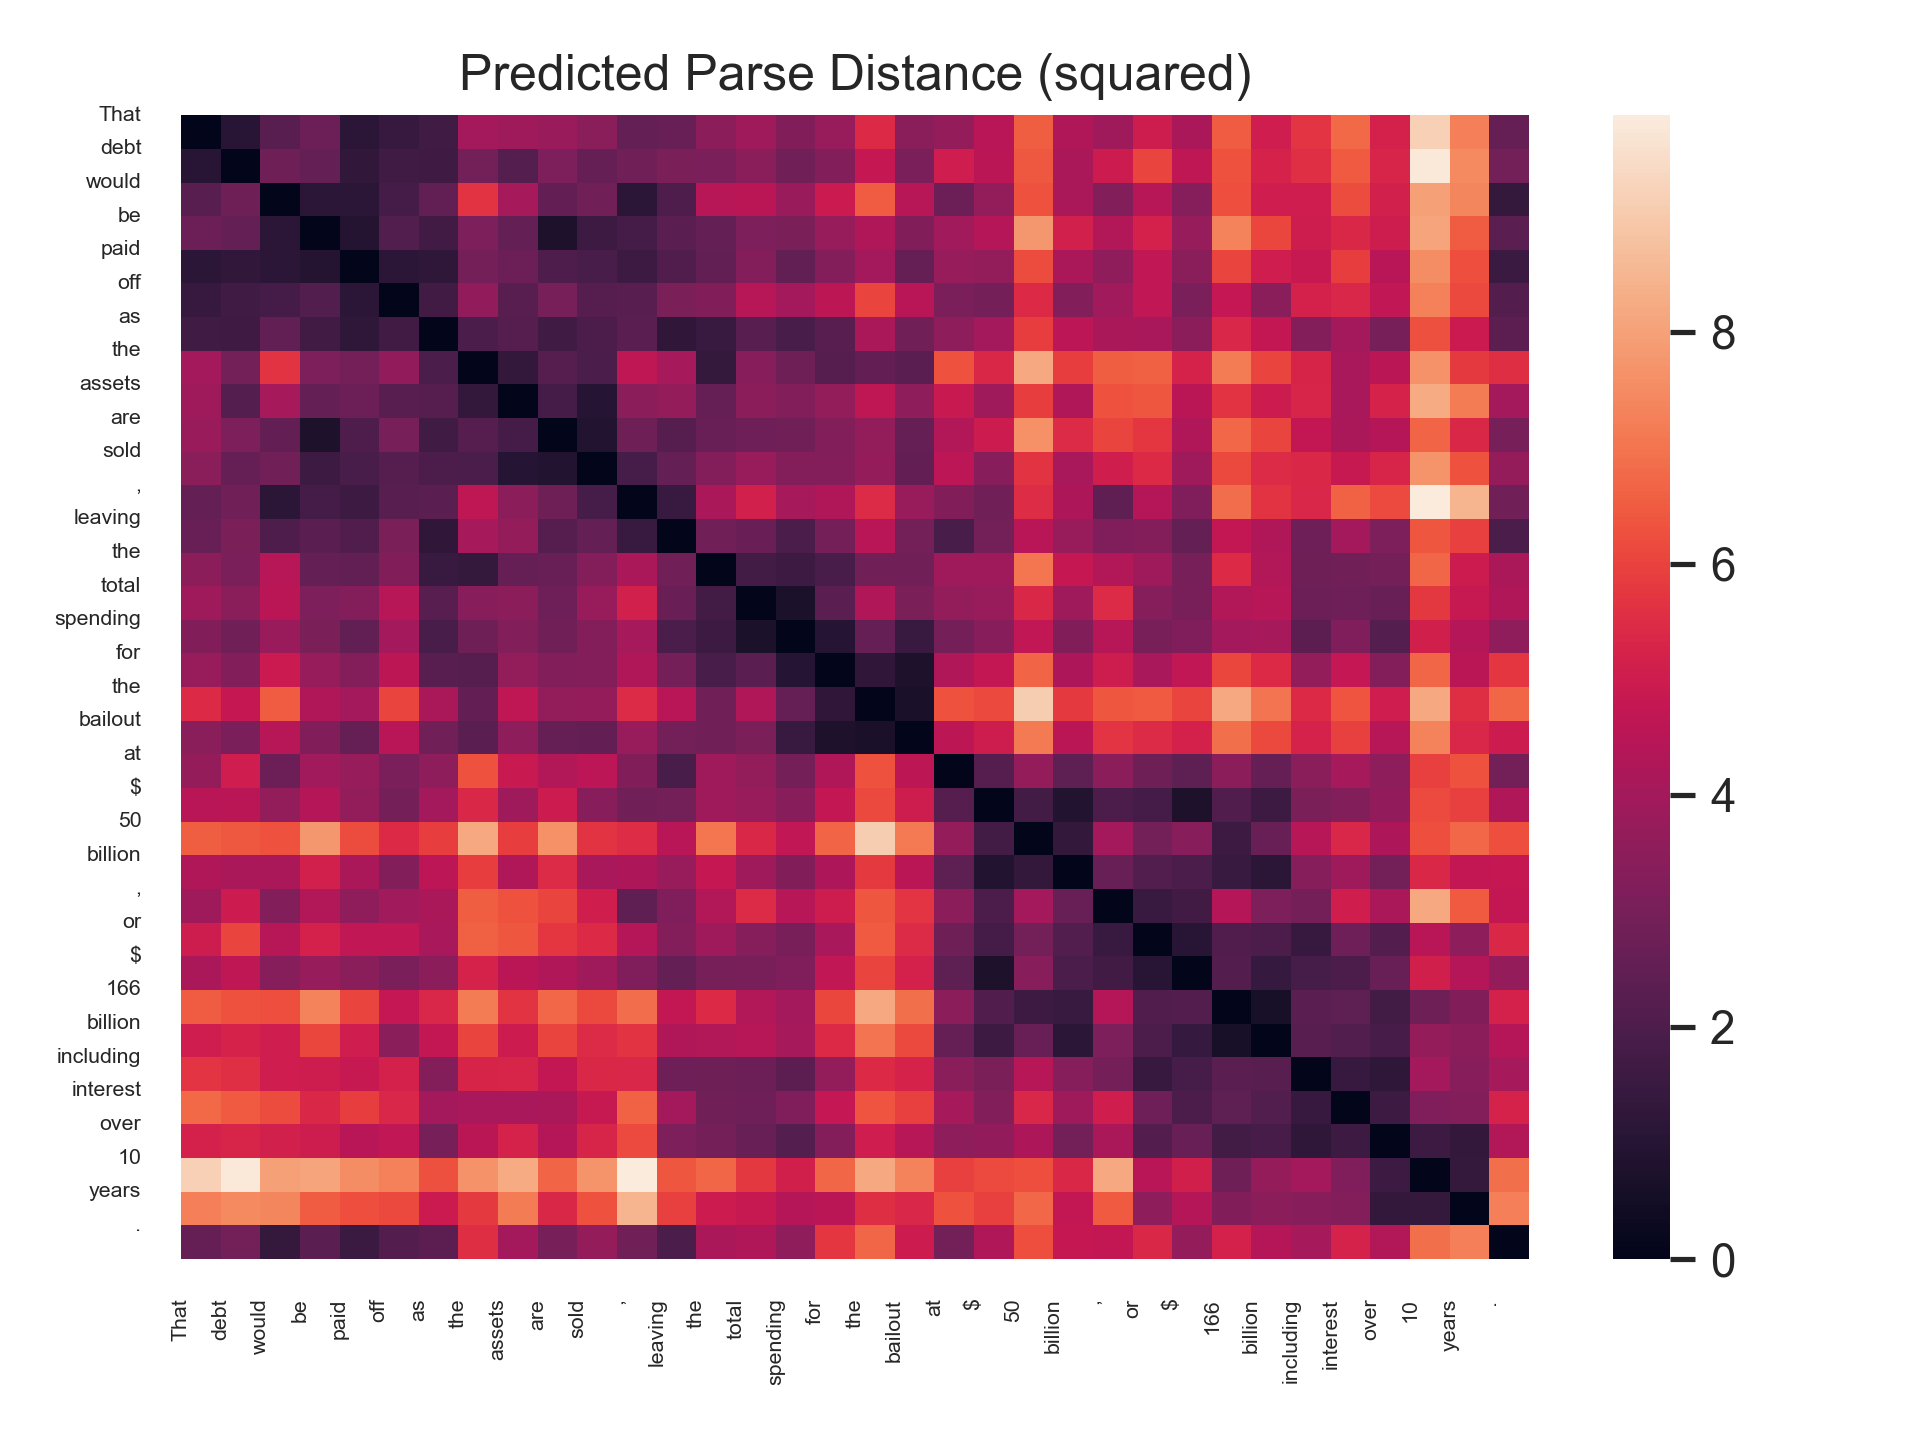 Predicted Parse Distance (squared)
That
debt
would
be
paid
off
as
the
assets
are
sold
,
leaving
the
total
spending
for
the
bailout
at
$
50
billion
,
or
$
166
billion
including
interest
over
10
years
.
8
6
4
2
0
That
debt
would
be
paid
off
as
the
assets
are
sold
,
leaving
the
total
spending
for
the
bailout
at
$
50
billion
,
or
$
166
billion
including
interest
over
10
years
.